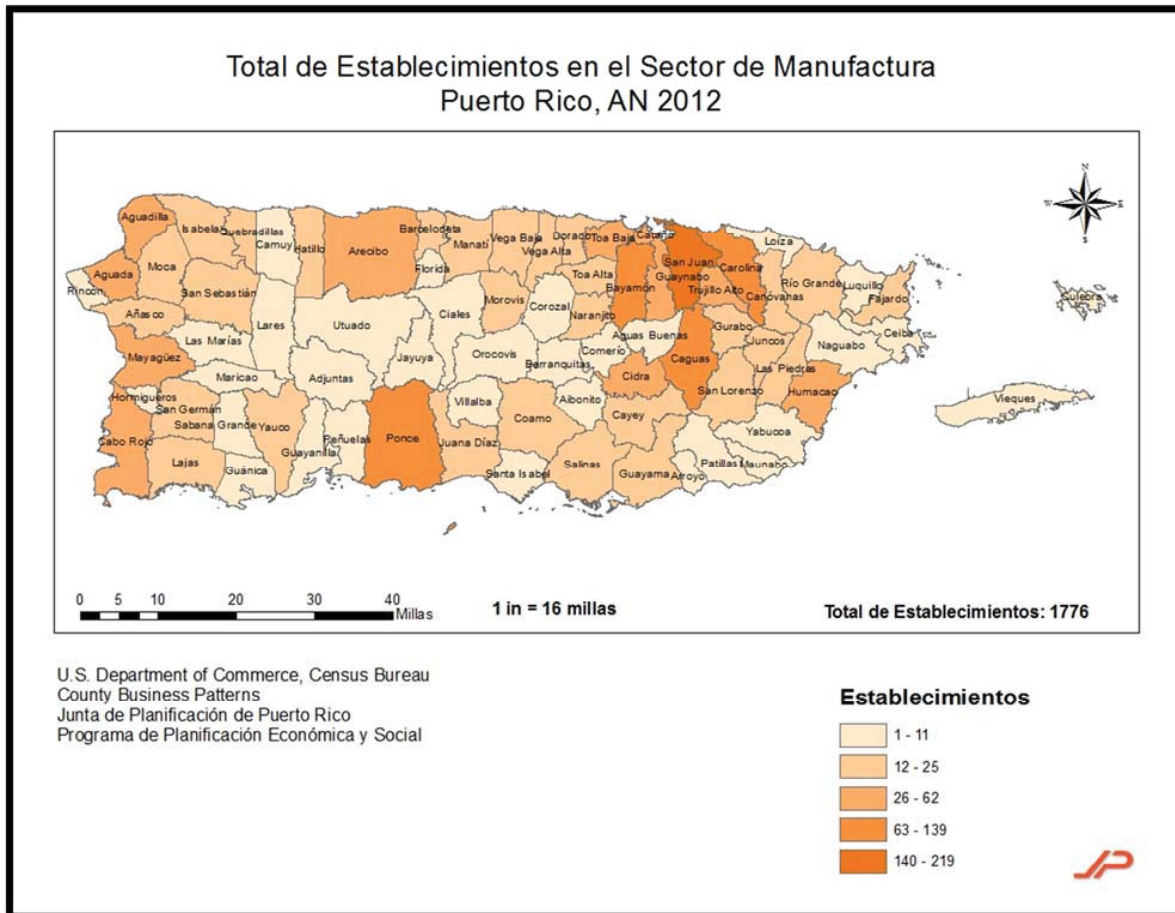 Total de Establecimientos en el Sector de Manufactura
Puerto Rico, AN 2012
N
W
E
S
Aguadilla
Isabela
Quebradillas
Camuy
Hatillo
Arecibo
Barceloneta
Manatí
Vega Baja
Vega Alta
Dorado
Toa Baja
Cataño
San Juan
Carolina
Loíza
Aguada
Moca
Florida
Toa Alta
Bayamón
Guaynabo
Trujillo Alto
Canóvanas
Río Grande
Luquillo
Fajardo
Culebra
Rincón
San Sebastián
Morovis
Naranjito
Añasco
Lares
Utuado
Ciales
Corozal
Aguas Buenas
Gurabo
Juncos
Naguabo
Ceiba
Las Marías
Jayuya
Orocovis
Barranquitas
Comerío
Caguas
Las Piedras
Mayagüez
Maricao
Adjuntas
Cidra
San Lorenzo
Humacao
Vieques
Hormigueros
San Germán
Villalba
Aibonito
Sabana Grande
Yauco
Peñuelas
Ponce
Juana Díaz
Coamo
Cayey
Yabucoa
Cabo Rojo
Lajas
Guánica
Guayanilla
Santa Isabel
Salinas
Guayama
Arroyo
Patillas
Maunabo
0 5 10 20 30 40
Millas
1 in = 16 millas
Total de Establecimientos: 1776
U.S. Department of Commerce, Census Bureau
County Business Patterns
Junta de Planificación de Puerto Rico
Programa de Planificación Económica y Social
Establecimientos
1 - 11
12 - 25
26 - 62
63 - 139
140 - 219
JP